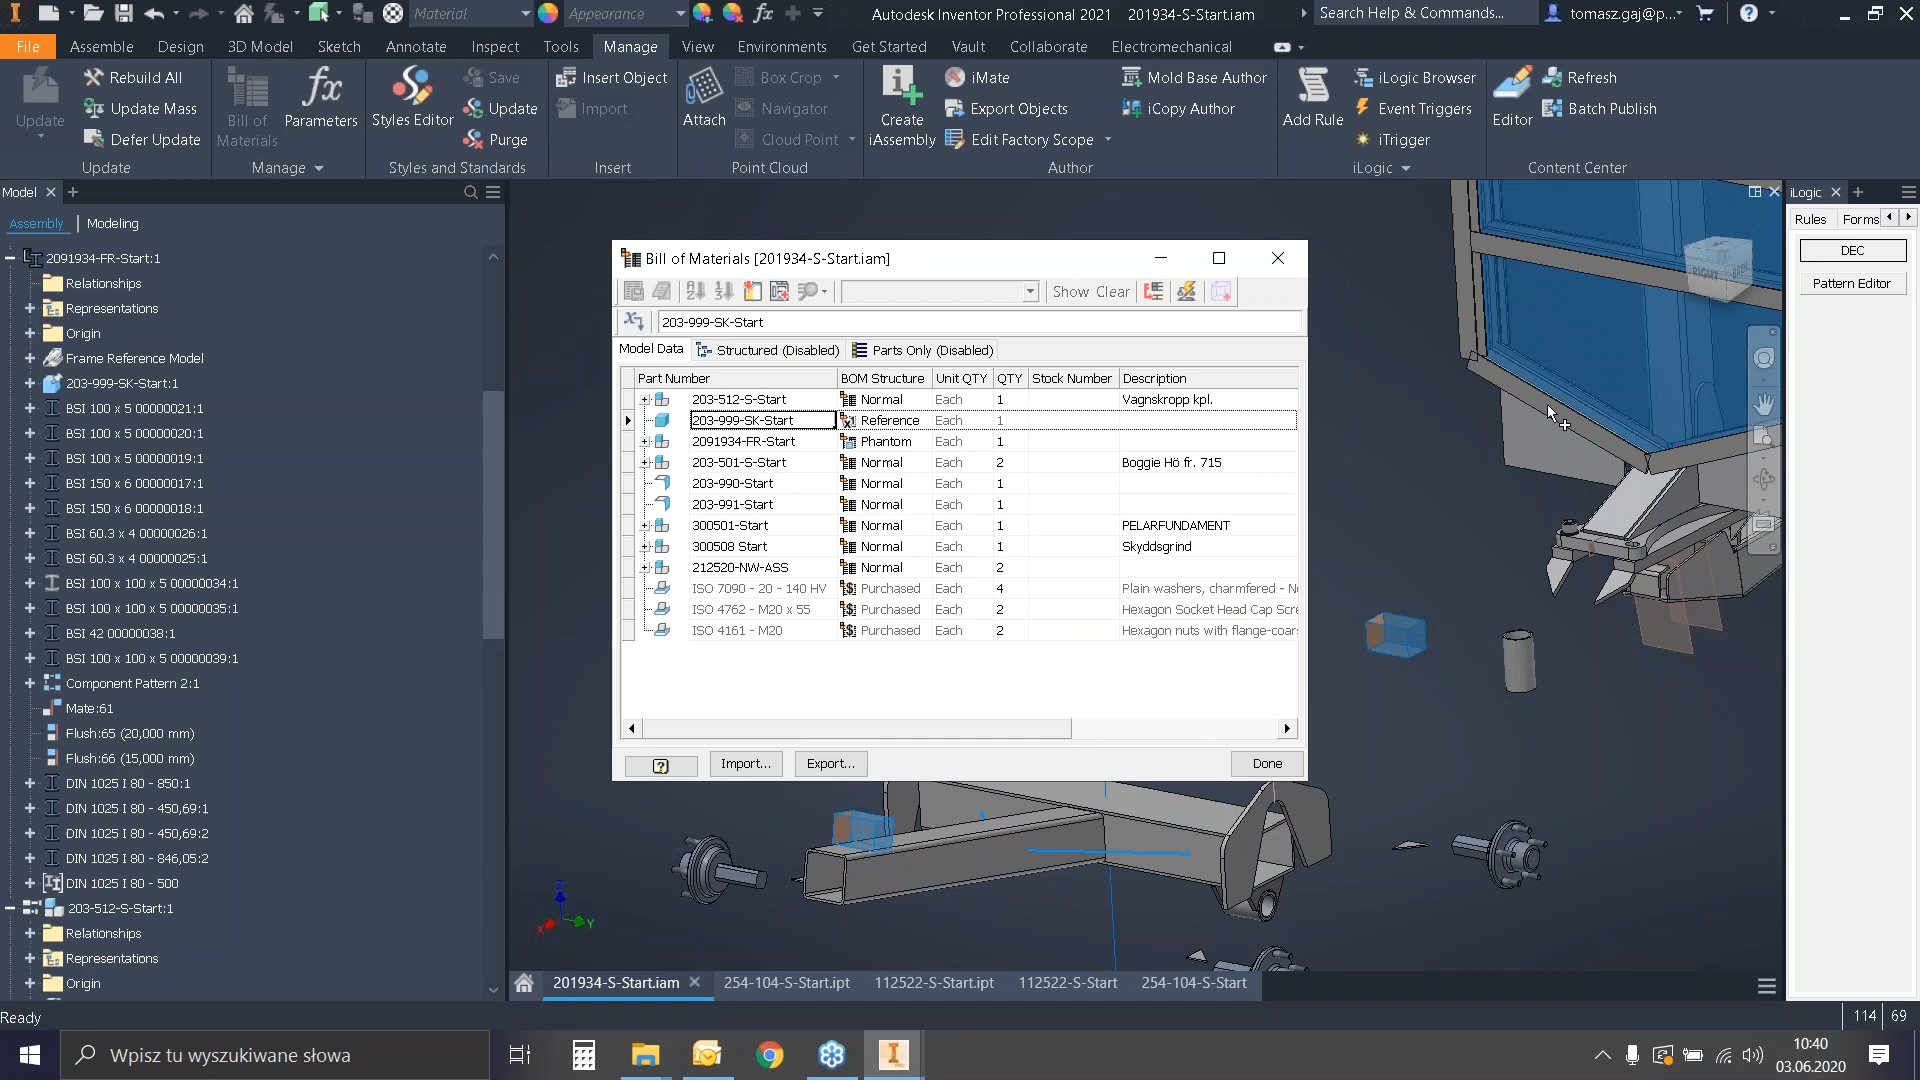 Material
Appearance
Autodesk Inventor Professional 2021 201934-S-Start.iam
Search Help & Commands...
tomasz.gaj@p...
File Assemble Design 3D Model Sketch Annotate Inspect Tools Manage View Environments Get Started Vault Collaborate Electromechanical
Rebuild All
Update Mass
Defer Update
Update
Update
Bill of Materials
Parameters
Manage
Styles Editor
Save
Update
Purge
Styles and Standards
Insert Object
Import
Insert
Attach
Box Crop
Navigator
Cloud Point
Point Cloud
Create iAssembly
iMate
Export Objects
Edit Factory Scope
Mold Base Author
iCopy Author
Author
Add Rule
iLogic Browser
Event Triggers
iTrigger
iLogic
Editor
Refresh
Batch Publish
Content Center
Model
Assembly Modeling
2091934-FR-Start:1
Relationships
Representations
Origin
Frame Reference Model
203-999-SK-Start:1
BSI 100 x 5 00000021:1
BSI 100 x 5 00000020:1
BSI 100 x 5 00000019:1
BSI 150 x 6 00000017:1
BSI 150 x 6 00000018:1
BSI 60.3 x 4 00000026:1
BSI 60.3 x 4 00000025:1
BSI 100 x 100 x 5 00000034:1
BSI 100 x 100 x 5 00000035:1
BSI 42 00000038:1
BSI 100 x 100 x 5 00000039:1
Component Pattern 2:1
Mate:61
Flush:65 (20,000 mm)
Flush:66 (15,000 mm)
DIN 1025 I 80 - 850:1
DIN 1025 I 80 - 450,69:1
DIN 1025 I 80 - 450,69:2
DIN 1025 I 80 - 846,05:2
DIN 1025 I 80 - 500
203-512-S-Start:1
Relationships
Representations
Origin
Bill of Materials [201934-S-Start.iam]
Show Clear
203-999-SK-Start
Model Data Structured (Disabled) Parts Only (Disabled)
Part Number BOM Structure Unit QTY QTY Stock Number Description
203-512-S-Start Normal Each 1 Vagnskropp kpl.
203-999-SK-Start Reference Each 1
2091934-FR-Start Phantom Each 1
203-501-S-Start Normal Each 2 Boggie Hö fr. 715
203-990-Start Normal Each 1
203-991-Start Normal Each 1
300501-Start Normal Each 1 PELARFUNDAMENT
300508 Start Normal Each 1 Skyddsgrind
212520-NW-ASS Normal Each 2
ISO 7090 - 20 - 140 HV Purchased Each 4 Plain washers, charmfered - N
ISO 4762 - M20 x 55 Purchased Each 2 Hexagon Socket Head Cap Scr
ISO 4161 - M20 Purchased Each 2 Hexagon nuts with flange-coar
Import... Export... Done
RIGHT BACK
iLogic
Rules Forms
DEC
Pattern Editor
X Y Z
201934-S-Start.iam 254-104-S-Start.ipt 112522-S-Start.ipt 112522-S-Start 254-104-S-Start
Ready
114 69
Wpisz tu wyszukiwane słowa
10:40
03.06.2020